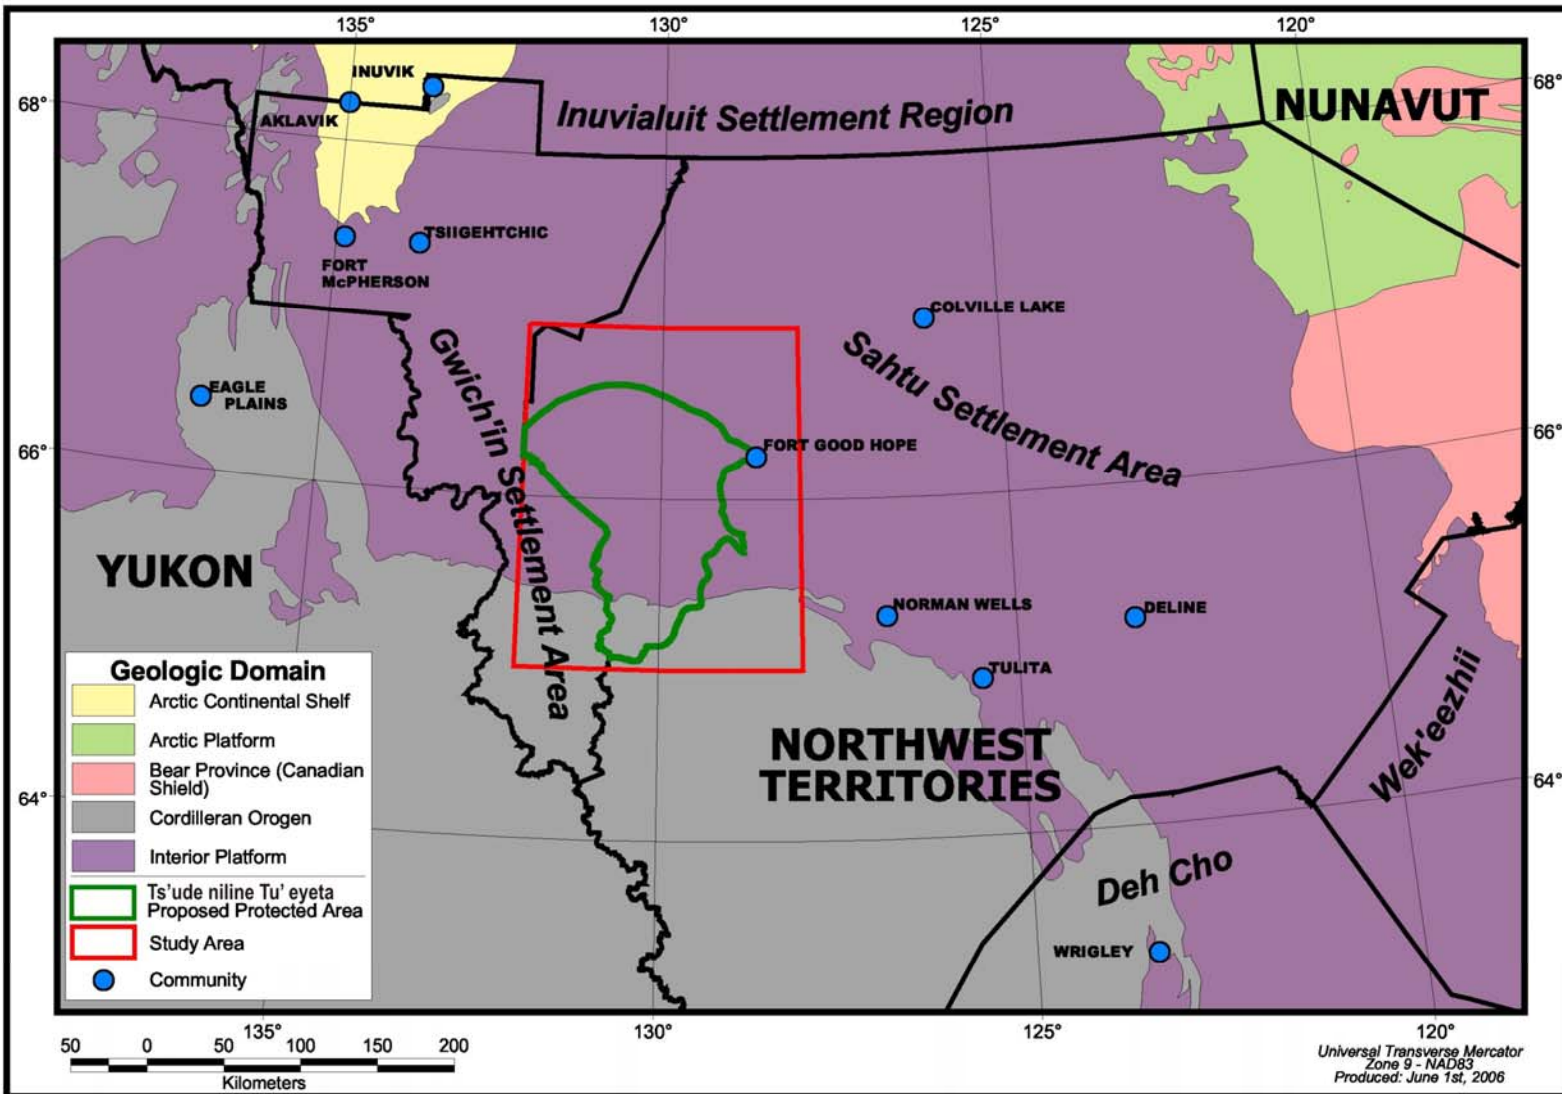 135°
130°
125°
120°
68°
68°
INUVIK
AKLAVIK
Inuvialuit Settlement Region
NUNAVUT
TSIIGEHTCHIC
FORT
McPHERSON
COLVILLE LAKE
Gwich'in Settlement Area
Sahtu Settlement Area
EAGLE
PLAINS
66°
66°
FORT GOOD HOPE
YUKON
NORMAN WELLS
DELINE
TULITA
NORTHWEST
TERRITORIES
Wek'eezhii
64°
64°
Deh Cho
WRIGLEY
Geologic Domain
Arctic Continental Shelf
Arctic Platform
Bear Province (Canadian
Shield)
Cordilleran Orogen
Interior Platform
Ts'ude niline Tu' eyeta
Proposed Protected Area
Study Area
Community
135°
130°
125°
120°
50 0 50 100 150 200
Kilometers
Universal Transverse Mercator
Zone 9 - NAD83
Produced: June 1st, 2006